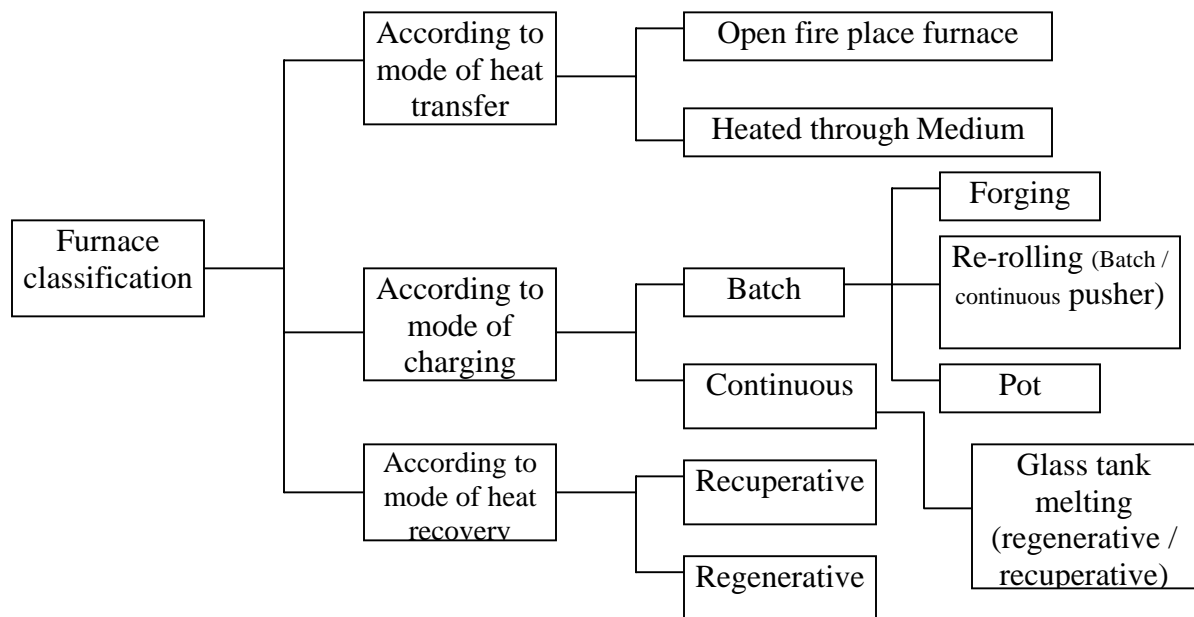 Furnace
classification
According to
mode of heat
transfer
Open fire place furnace
Heated through Medium
According to
mode of
charging
Batch
Forging
Re-rolling (Batch /
continuous pusher)
Pot
Continuous
Glass tank
melting
(regenerative /
recuperative)
According to
mode of heat
recovery
Recuperative
Regenerative